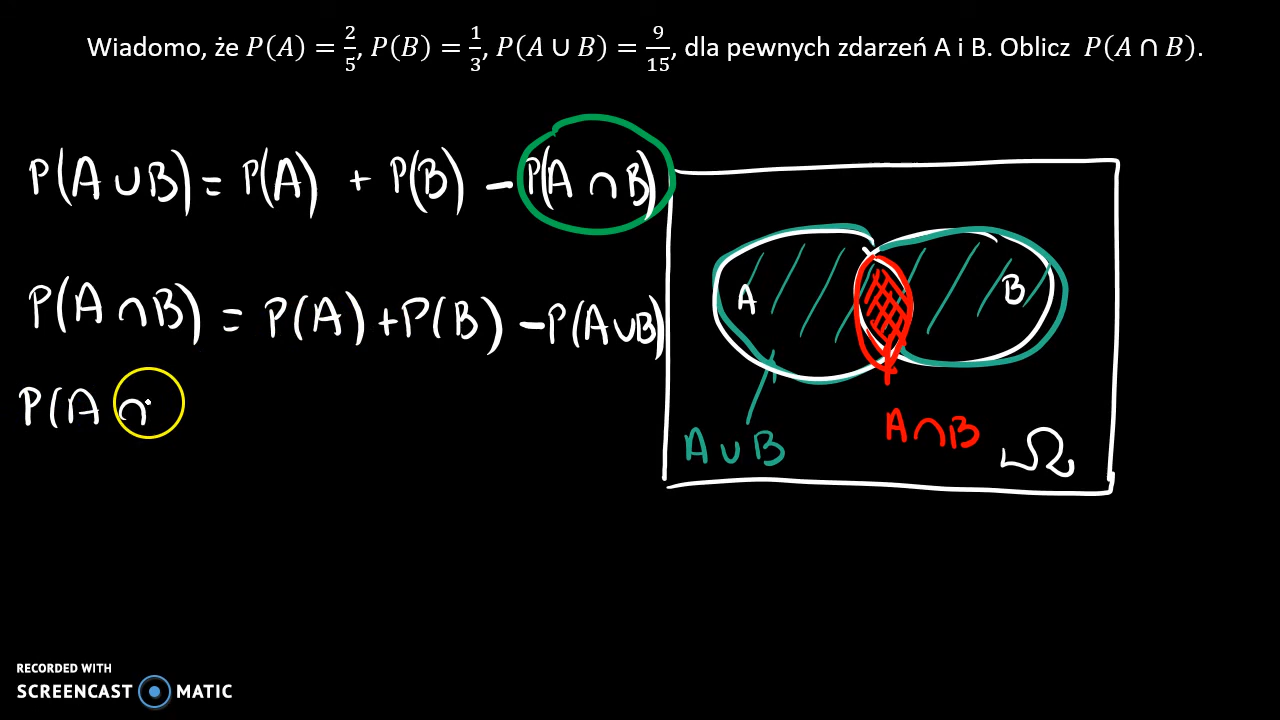 Wiadomo, że P(A) = 2/5, P(B) = 1/3, P(A ∪ B) = 9/15, dla pewnych zdarzeń A i B. Oblicz P(A ∩ B).
P(A ∪ B) = P(A) + P(B) - P(A ∩ B)
P(A ∩ B) = P(A) + P(B) - P(A ∪ B)
P(A ∩
A
B
A ∪ B
A ∩ B
Ω
RECORDED WITH
SCREENCAST MATIC